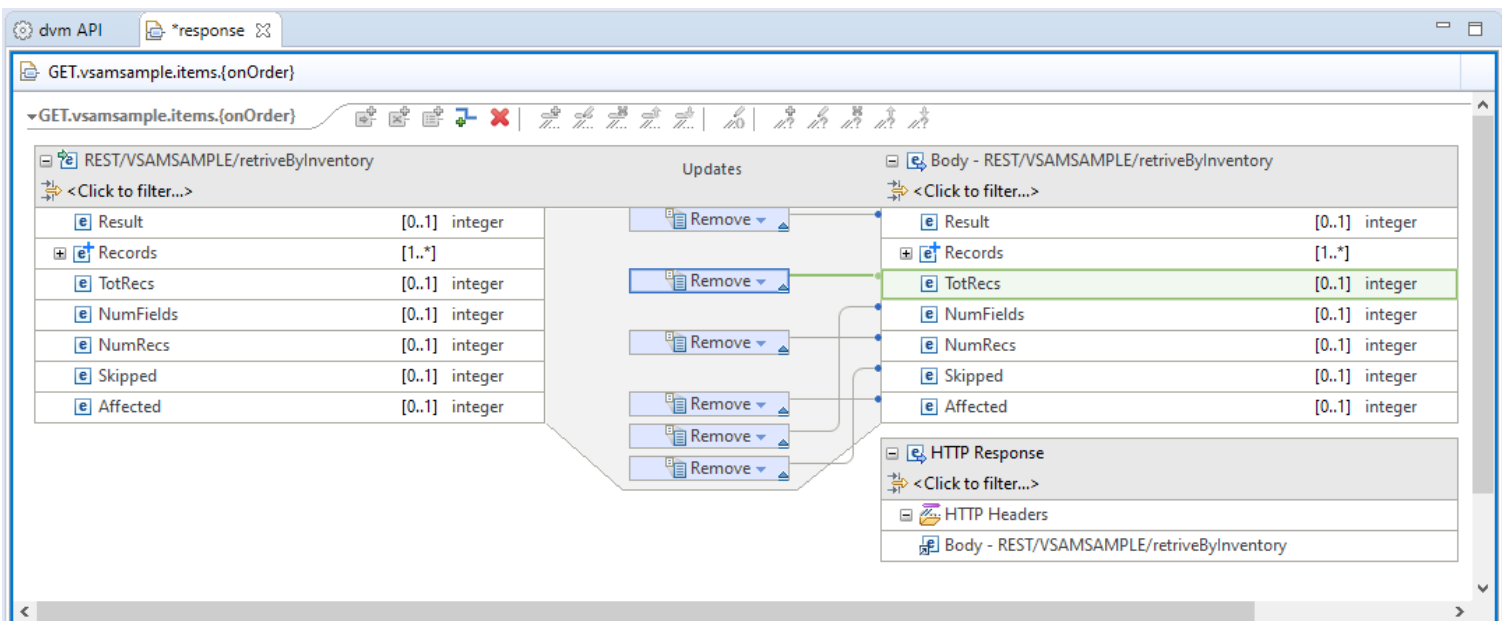 dvm API
*response
GET.vsamsample.items.{onOrder}
GET.vsamsample.items.{onOrder}
REST/VSAMSAMPLE/retriveByInventory
<Click to filter...>
Result [0..1] integer
Records [1..*]
TotRecs [0..1] integer
NumFields [0..1] integer
NumRecs [0..1] integer
Skipped [0..1] integer
Affected [0..1] integer
Updates
Remove
Remove
Remove
Remove
Remove
Remove
Body - REST/VSAMSAMPLE/retriveByInventory
<Click to filter...>
Result [0..1] integer
Records [1..*]
TotRecs [0..1] integer
NumFields [0..1] integer
NumRecs [0..1] integer
Skipped [0..1] integer
Affected [0..1] integer
HTTP Response
<Click to filter...>
HTTP Headers
Body - REST/VSAMSAMPLE/retriveByInventory